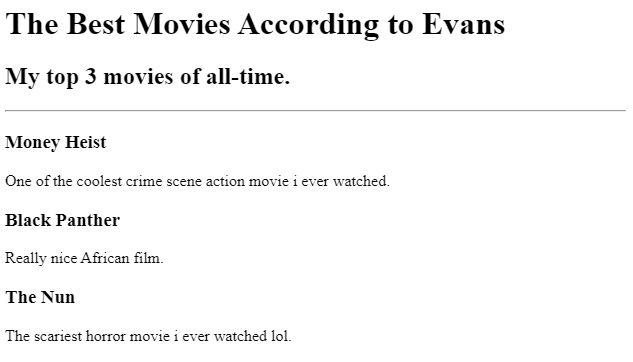 The Best Movies According to Evans
My top 3 movies of all-time.
Money Heist
One of the coolest crime scene action movie i ever watched.
Black Panther
Really nice African film.
The Nun
The scariest horror movie i ever watched lol.